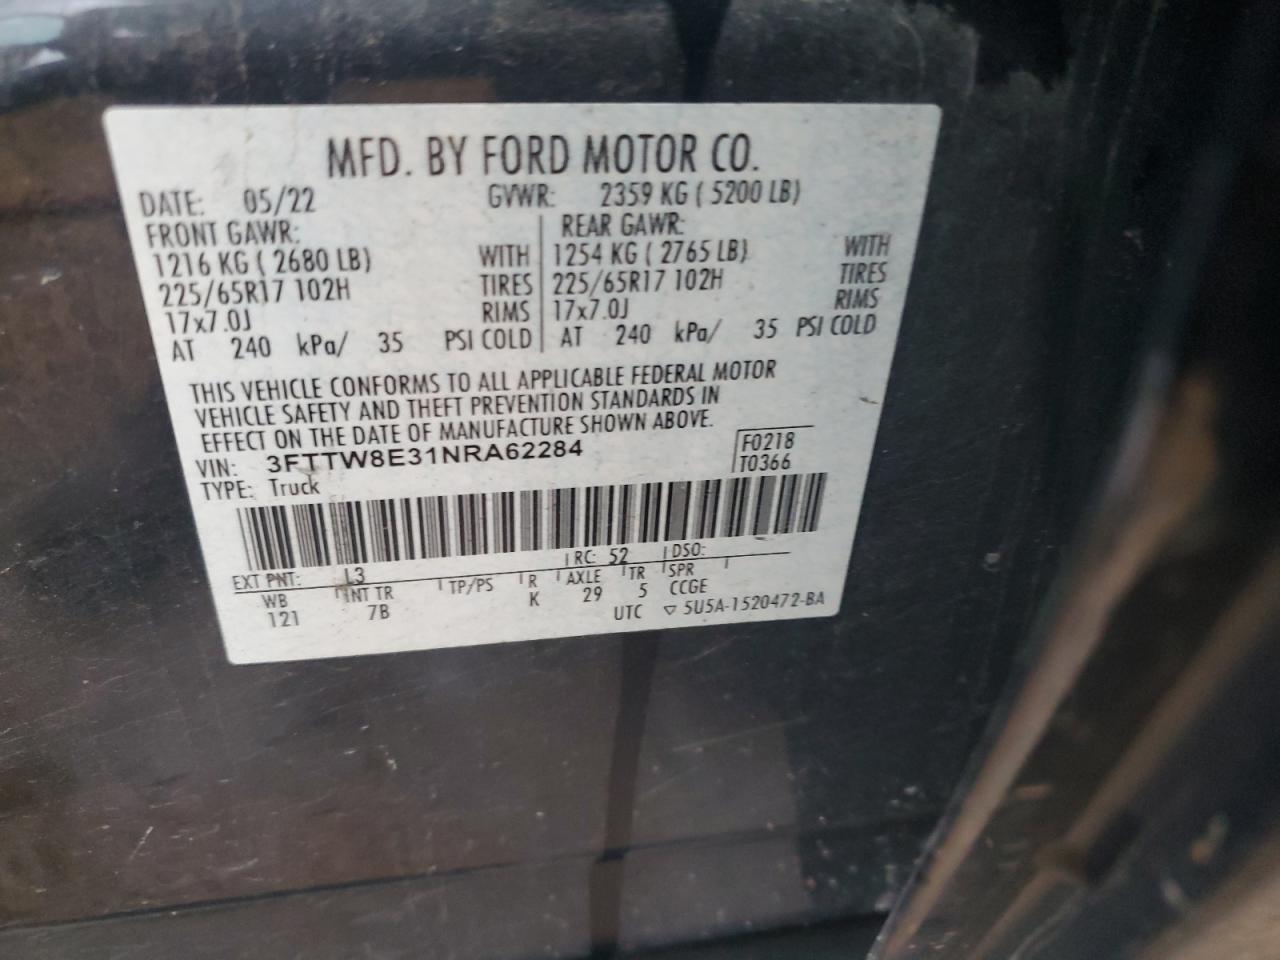 MFD. BY FORD MOTOR CO.
DATE: 05/22 GVWR: 2359 KG ( 5200 LB)
FRONT GAWR: REAR GAWR:
1216 KG ( 2680 LB) WITH 1254 KG ( 2765 LB) WITH
225/65R17 102H TIRES 225/65R17 102H TIRES
17x7.0J RIMS 17x7.0J RIMS
AT 240 kPa/ 35 PSI COLD AT 240 kPa/ 35 PSI COLD
THIS VEHICLE CONFORMS TO ALL APPLICABLE FEDERAL MOTOR
VEHICLE SAFETY AND THEFT PREVENTION STANDARDS IN
EFFECT ON THE DATE OF MANUFACTURE SHOWN ABOVE.
VIN: 3FTTW8E31NRA62284 F0218
TYPE: Truck T0366
RC: 52 DSO:
EXT PNT: L3
WB INT TR TP/PS R AXLE TR SPR
121 7B K 29 5 CCGE
UTC ▽ 5U5A-1520472-BA